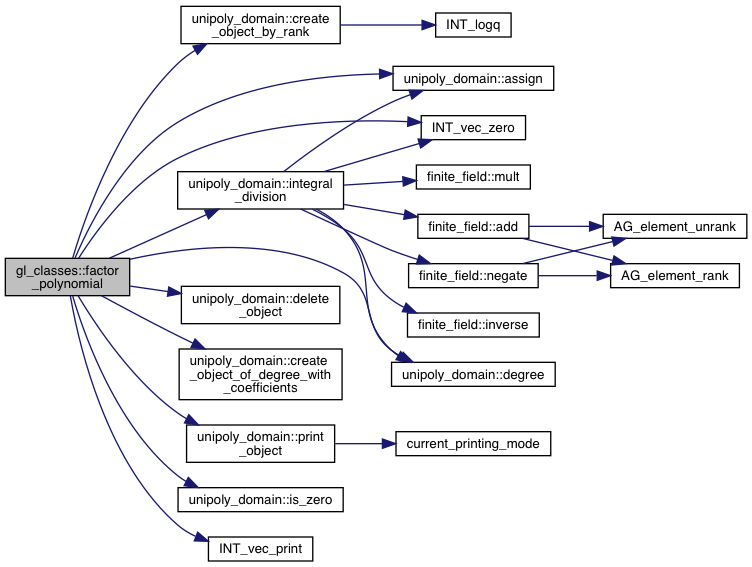 gl_classes::factor
_polynomial
unipoly_domain::create
_object_by_rank
INT_logq
unipoly_domain::assign
INT_vec_zero
unipoly_domain::integral
_division
finite_field::mult
finite_field::add
AG_element_unrank
finite_field::negate
AG_element_rank
unipoly_domain::delete
_object
finite_field::inverse
unipoly_domain::create
_object_of_degree_with
_coefficients
unipoly_domain::degree
unipoly_domain::print
_object
current_printing_mode
unipoly_domain::is_zero
INT_vec_print